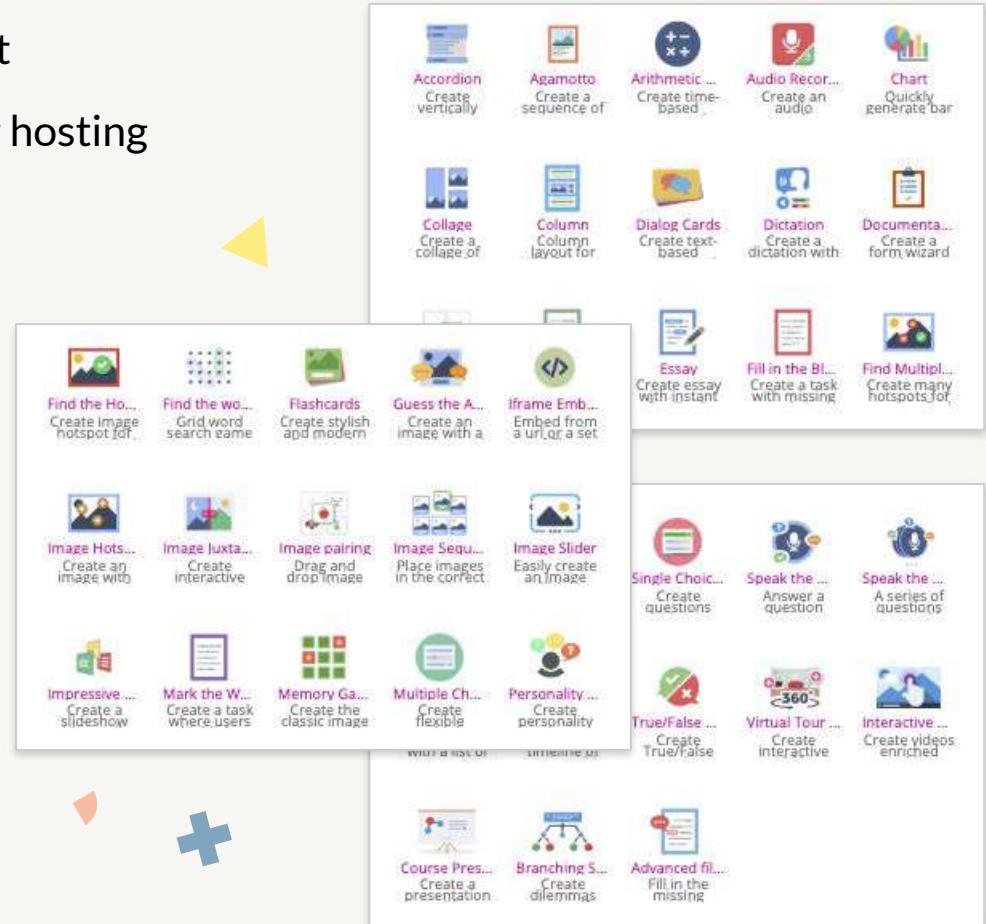 t
hosting
Accordion
Create
vertically
Agamotto
Create a
sequence of
Arithmetic ...
Create time-
based
Audio Recor...
Create an
audio
Chart
Quickly
generate bar
Collage
Create a
collage of
Column
Column
layout for
Dialog Cards
Create text-
based
Dictation
Create a
dictation with
Documenta...
Create a
form wizard
Essay
Create essay
with instant
Fill in the Bl...
Create a task
with missing
Find Multipl...
Create many
hotspots for
Find the Ho...
Create image
hotspot for
Find the wo...
Grid word
search game
Flashcards
Create stylish
and modern
Guess the A...
Create an
image with a
Iframe Emb...
Embed from
a url or a set
Image Hots...
Create an
image with
Image Juxta...
Create
interactive
Image pairing
Drag and
drop image
Image Sequ...
Place images
in the correct
Image Slider
Easily create
an Image
Impressive ...
Create a
slideshow
Mark the W...
Create a task
where users
Memory Ga...
Create the
classic image
Multiple Ch...
Create
flexible
Personality ...
Create
personality
Single Choic...
Create
questions
Speak the ...
Answer a
question
Speak the ...
A series of
questions
with a list of
timeline of
True/False ...
Create
True/False
Virtual Tour ...
Create
interactive
360°
Interactive ...
Create videos
enriched
Course Pres...
Create a
presentation
Branching S...
Create
dilemmas
Advanced fil...
Fill in the
missing